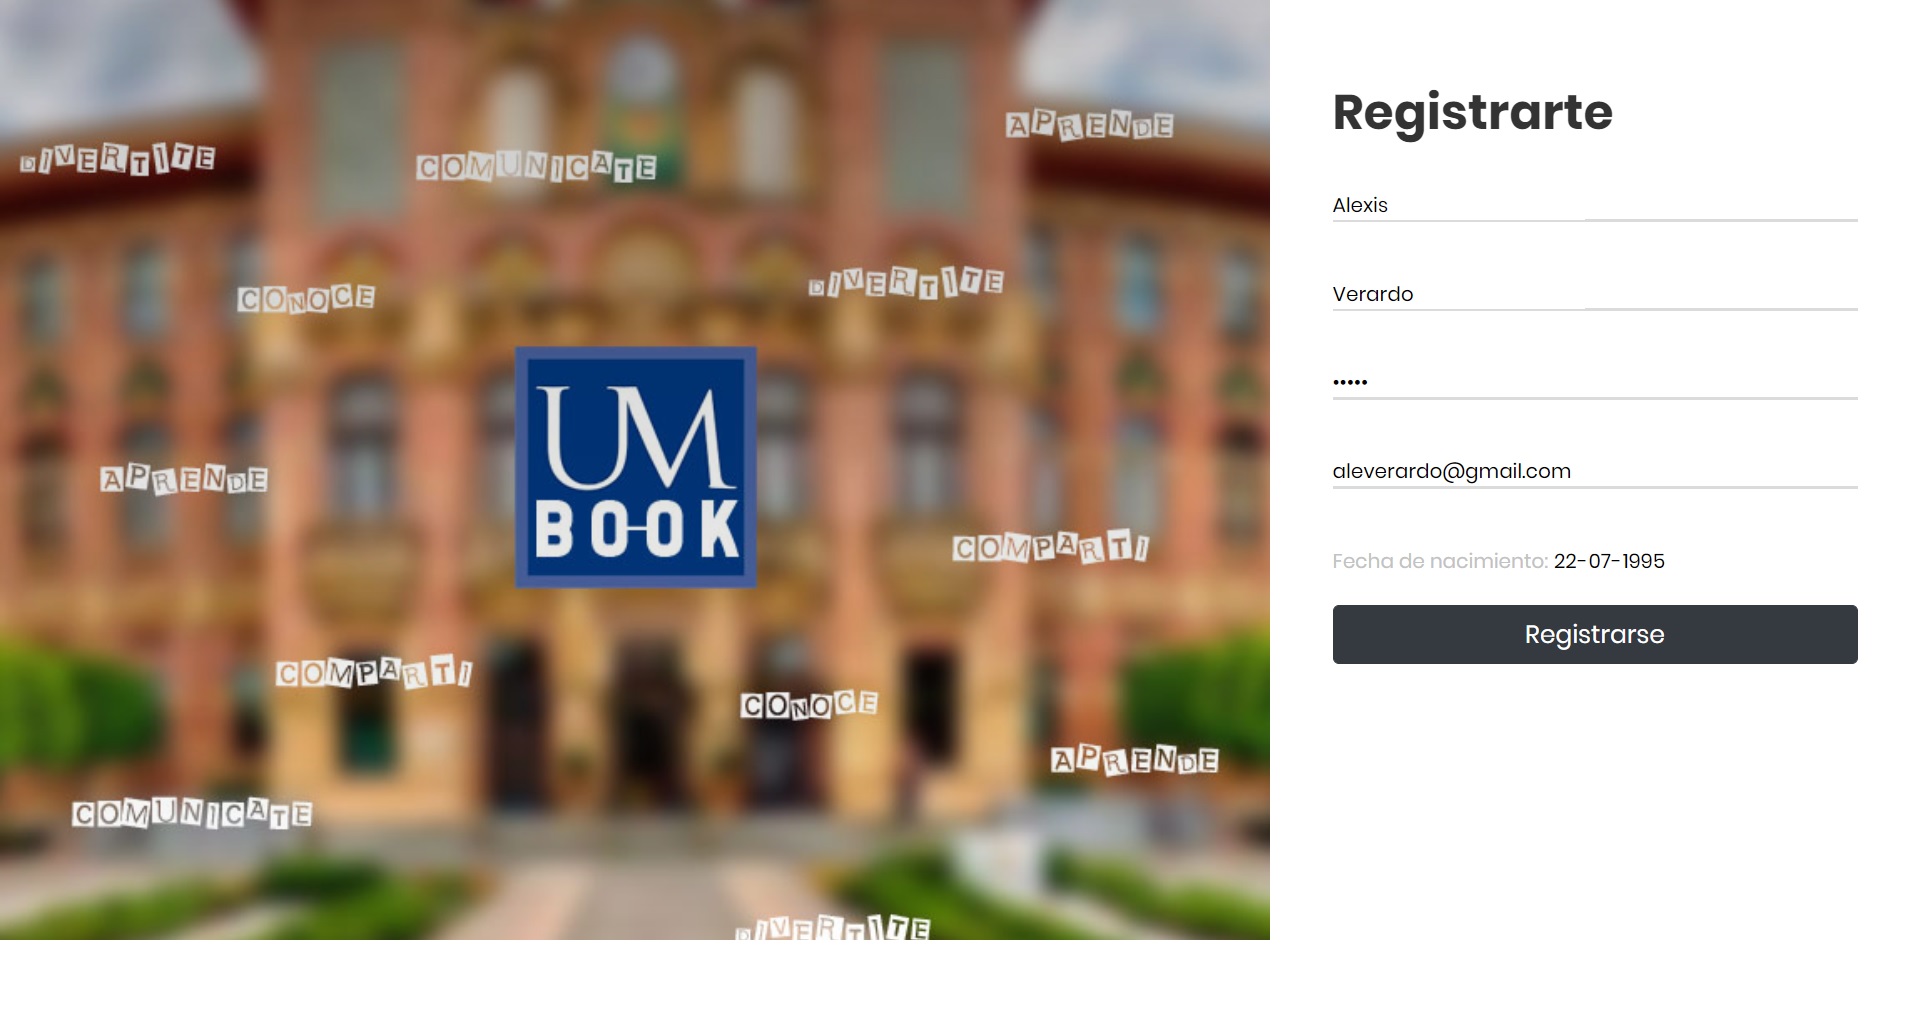 APRENDE
DIVERTITE
COMUNICATE
CONOCE
DIVERTITE
UM
BOOK
APRENDE
COMPARTI
COMPARTI
CONOCE
APRENDE
COMUNICATE
DIVERTITE
Registrarte
Alexis
Verardo
•••••
aleverardo@gmail.com
Fecha de nacimiento: 22-07-1995
Registrarse